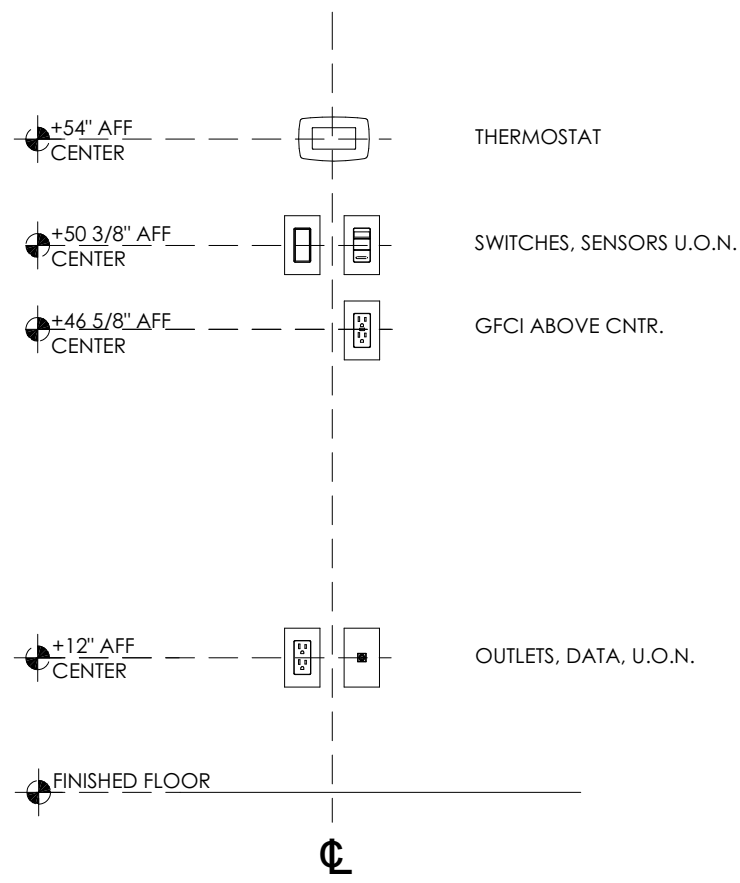 +54" AFF
CENTER
THERMOSTAT
+50 3/8" AFF
CENTER
SWITCHES, SENSORS U.O.N.
+46 5/8" AFF
CENTER
GFCI ABOVE CNTR.
+12" AFF
CENTER
OUTLETS, DATA, U.O.N.
FINISHED FLOOR
℄